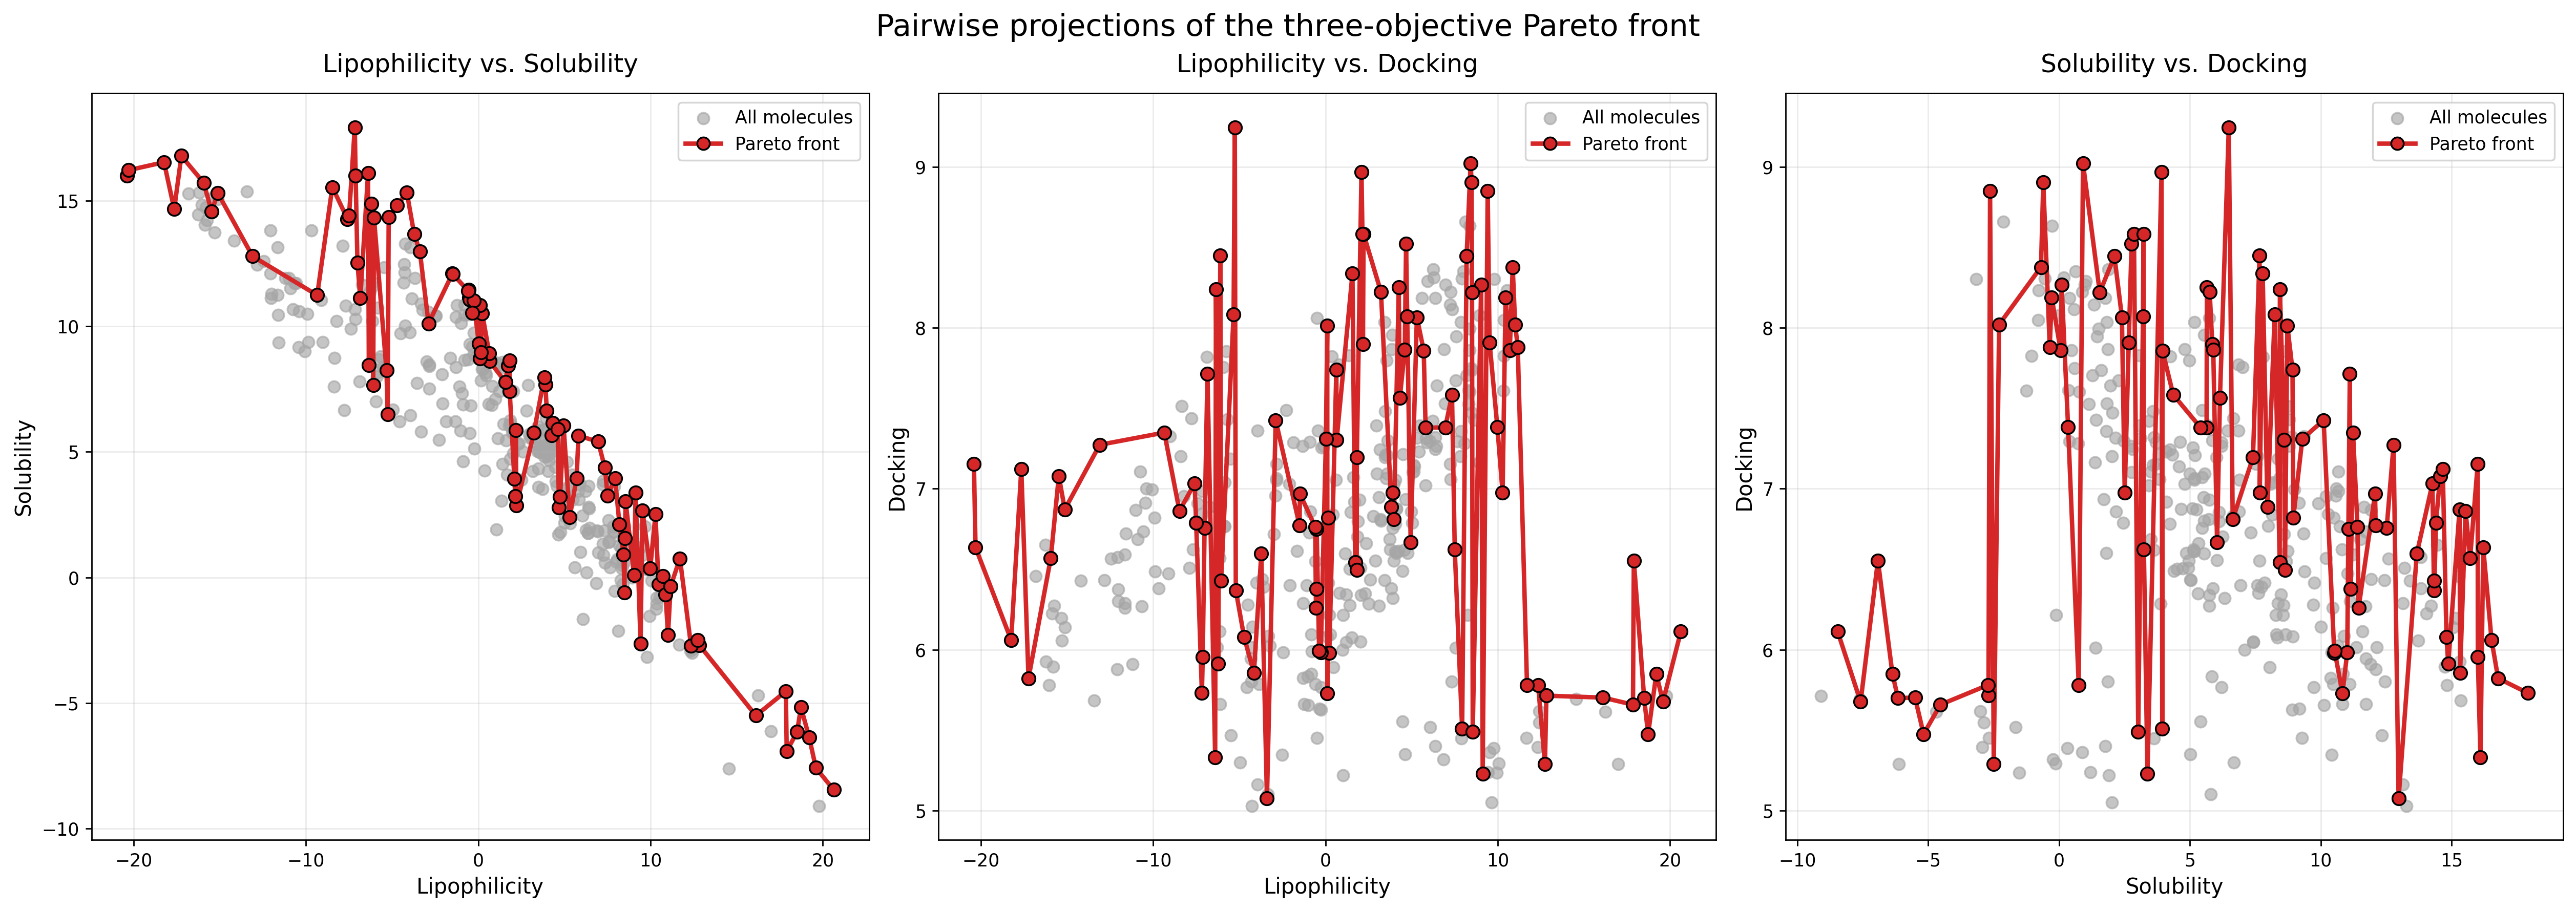 Pairwise projections of the three-objective Pareto front
Lipophilicity vs. Solubility
All molecules
Pareto front
15
10
5
0
−5
−10
Solubility
−20
−10
0
10
20
Lipophilicity
Lipophilicity vs. Docking
All molecules
Pareto front
9
8
7
6
5
Docking
−20
−10
0
10
20
Lipophilicity
Solubility vs. Docking
All molecules
Pareto front
9
8
7
6
5
Docking
−10
−5
0
5
10
15
Solubility